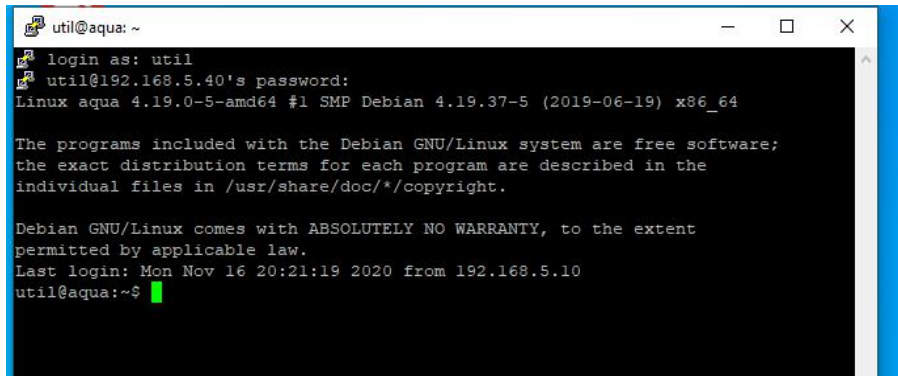 util@aqua: ~
login as: util
util@192.168.5.40's password:
Linux aqua 4.19.0-5-amd64 #1 SMP Debian 4.19.37-5 (2019-06-19) x86_64
The programs included with the Debian GNU/Linux system are free software;
the exact distribution terms for each program are described in the
individual files in /usr/share/doc/*/copyright.
Debian GNU/Linux comes with ABSOLUTELY NO WARRANTY, to the extent
permitted by applicable law.
Last login: Mon Nov 16 20:21:19 2020 from 192.168.5.10
util@aqua:~$